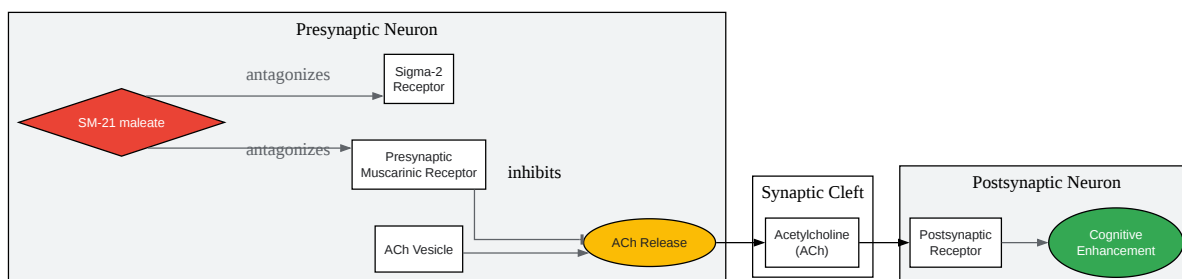 Presynaptic Neuron
antagonizes
Sigma-2
Receptor
SM-21 maleate
antagonizes
Presynaptic
Muscarinic Receptor
inhibits
ACh Vesicle
ACh Release
Synaptic Cleft
Acetylcholine
(ACh)
Postsynaptic Neuron
Postsynaptic
Receptor
Cognitive
Enhancement